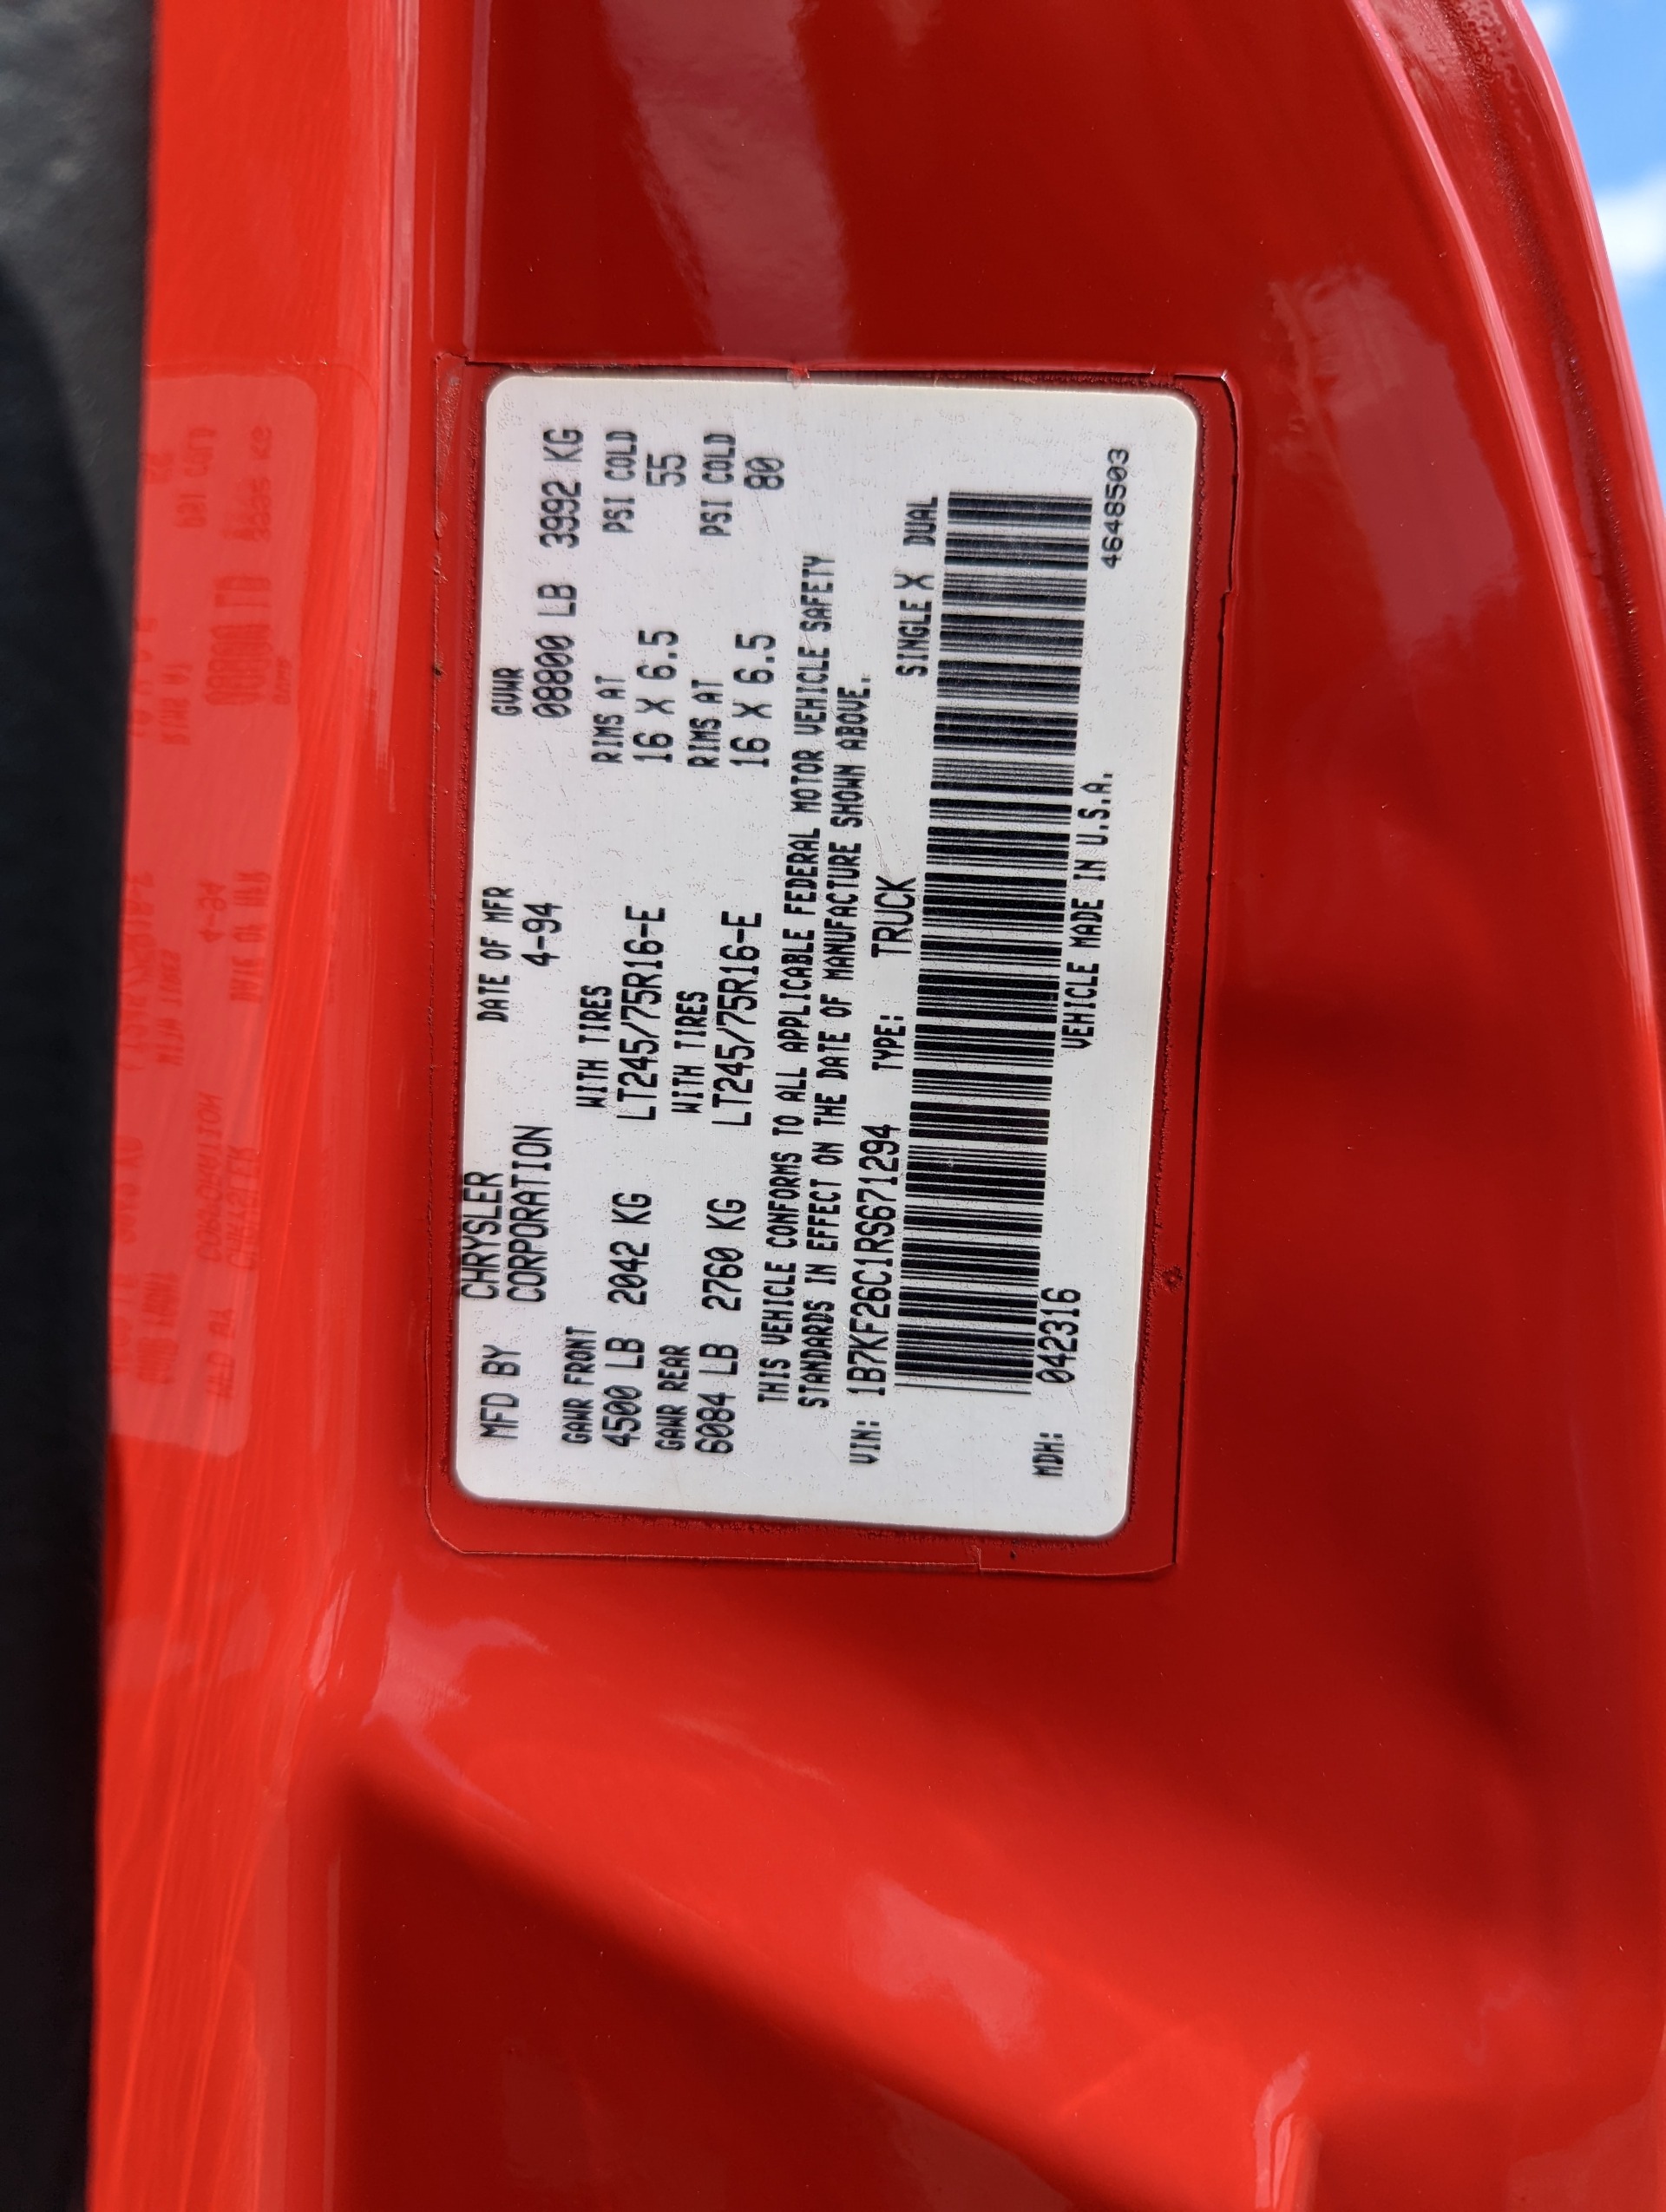 MFD BY CHRYSLER CORPORATION DATE OF MFR 4-94 GVWR 08800 LB 3992 KG
GAWR FRONT WITH TIRES RIMS AT PSI COLD
4500 LB 2042 KG LT245/75R16-E 16 X 6.5 55
GAWR REAR WITH TIRES RIMS AT PSI COLD
6084 LB 2760 KG LT245/75R16-E 16 X 6.5 80
THIS VEHICLE CONFORMS TO ALL APPLICABLE FEDERAL MOTOR VEHICLE SAFETY
STANDARDS IN EFFECT ON THE DATE OF MANUFACTURE SHOWN ABOVE.
VIN: 1B7KF26C1RS671294 TYPE: TRUCK SINGLE X DUAL
MDH: 042316 VEHICLE MADE IN U.S.A. 4648503